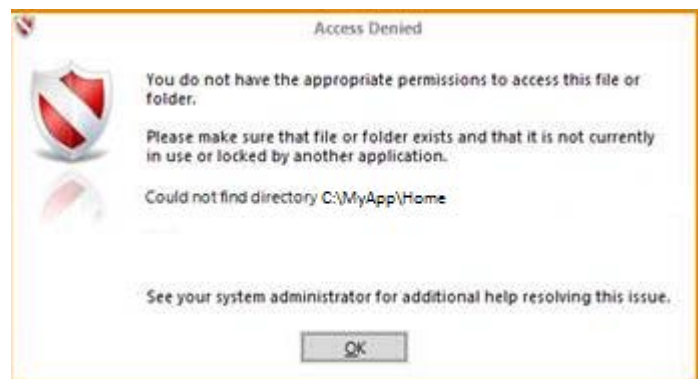 Access Denied
You do not have the appropriate permissions to access this file or
folder.
Please make sure that file or folder exists and that it is not currently
in use or locked by another application.
Could not find directory C:\MyApp\Home
See your system administrator for additional help resolving this issue.
OK